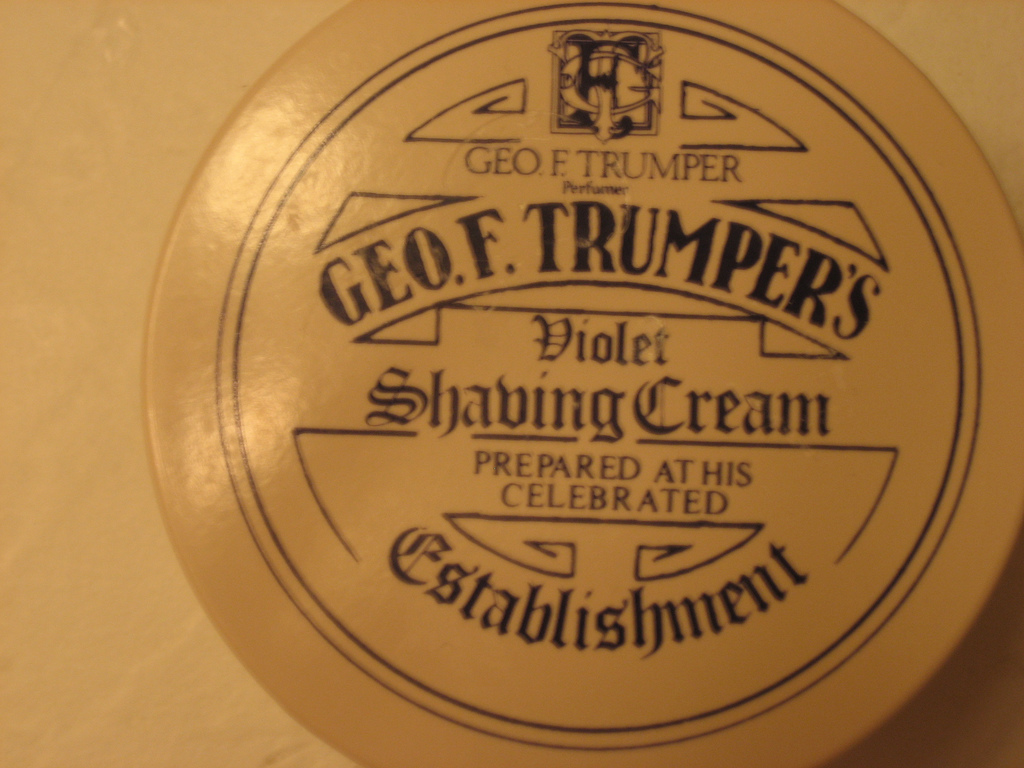 GEO. F. TRUMPER
Perfumer
GEO. F. TRUMPER'S
Violet
Shaving Cream
PREPARED AT HIS
CELEBRATED
Establishment